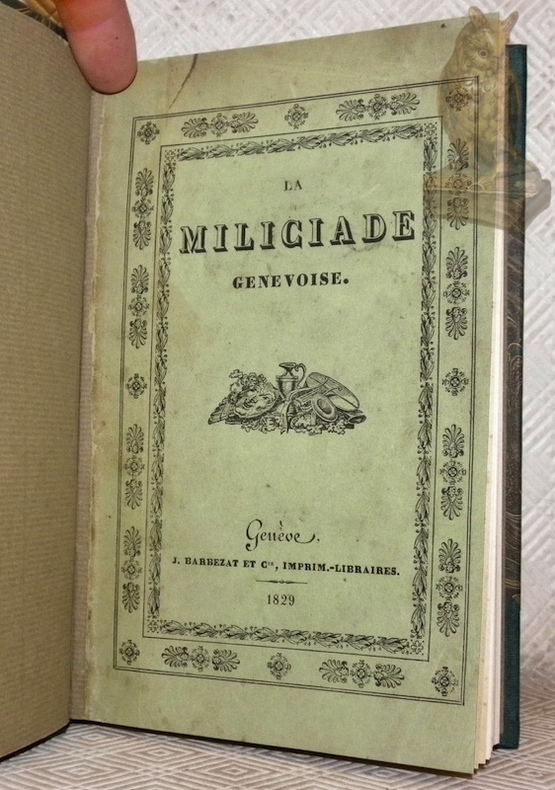 LA
MILICIADE
GENEVOISE.
Genève.
J. BARBEZAT ET Cie, IMPRIM.-LIBRAIRES.
1829